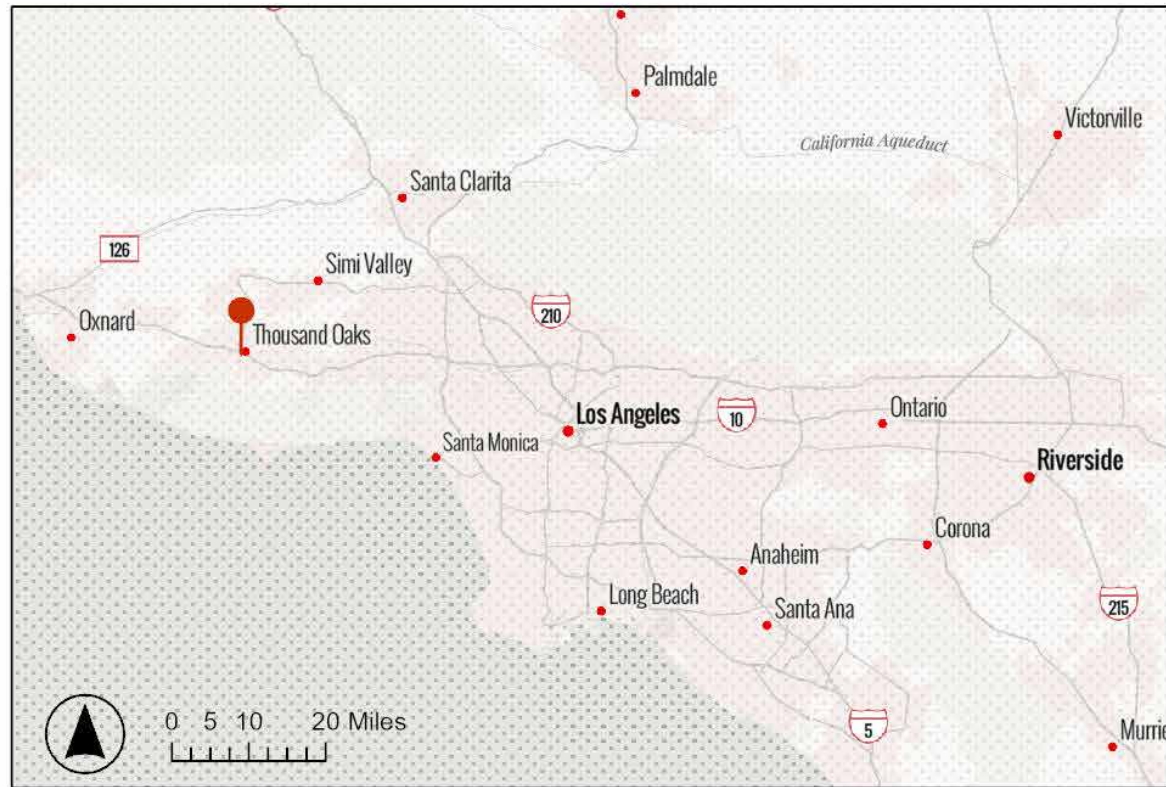 Palmdale
Victorville
California Aqueduct
Santa Clarita
126
Simi Valley
210
Oxnard
Thousand Oaks
Los Angeles
10
Ontario
Santa Monica
Riverside
Corona
Anaheim
Long Beach
Santa Ana
215
0 5 10 20 Miles
5
Murrie